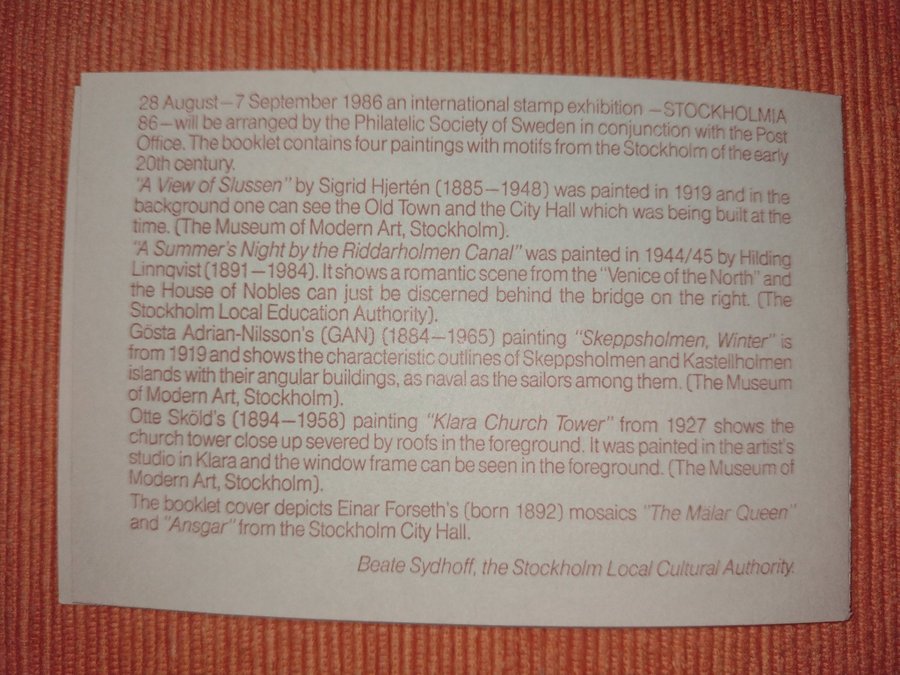 28 August–7 September 1986 an international stamp exhibition –STOCKHOLMIA
86–will be arranged by the Philatelic Society of Sweden in conjunction with the Post
Office. The booklet contains four paintings with motifs from the Stockholm of the early
20th century.
"A View of Slussen" by Sigrid Hjertén (1885–1948) was painted in 1919 and in the
background one can see the Old Town and the City Hall which was being built at the
time. (The Museum of Modern Art, Stockholm).
"A Summer's Night by the Riddarholmen Canal" was painted in 1944/45 by Hilding
Linnqvist (1891–1984). It shows a romantic scene from the "Venice of the North" and
the House of Nobles can just be discerned behind the bridge on the right. (The
Stockholm Local Education Authority).
Gösta Adrian-Nilsson's (GAN) (1884–1965) painting "Skeppsholmen, Winter" is
from 1919 and shows the characteristic outlines of Skeppsholmen and Kastellholmen
islands with their angular buildings, as naval as the sailors among them. (The Museum
of Modern Art, Stockholm).
Otte Sköld's (1894–1958) painting "Klara Church Tower" from 1927 shows the
church tower close up severed by roofs in the foreground. It was painted in the artist's
studio in Klara and the window frame can be seen in the foreground. (The Museum of
Modern Art, Stockholm).
The booklet cover depicts Einar Forseth's (born 1892) mosaics "The Mälar Queen"
and "Ansgar" from the Stockholm City Hall.
Beate Sydhoff, the Stockholm Local Cultural Authority.